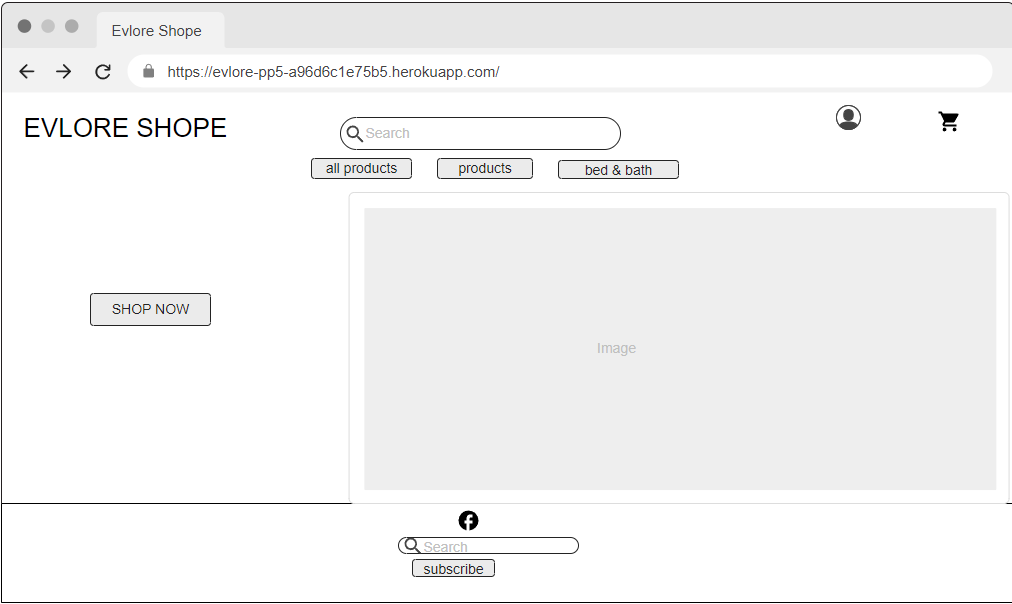 Evlore Shope
https://evlore-pp5-a96d6c1e75b5.herokuapp.com/
EVLORE SHOPE
Search
all products
products
bed & bath
SHOP NOW
Image
Search
subscribe